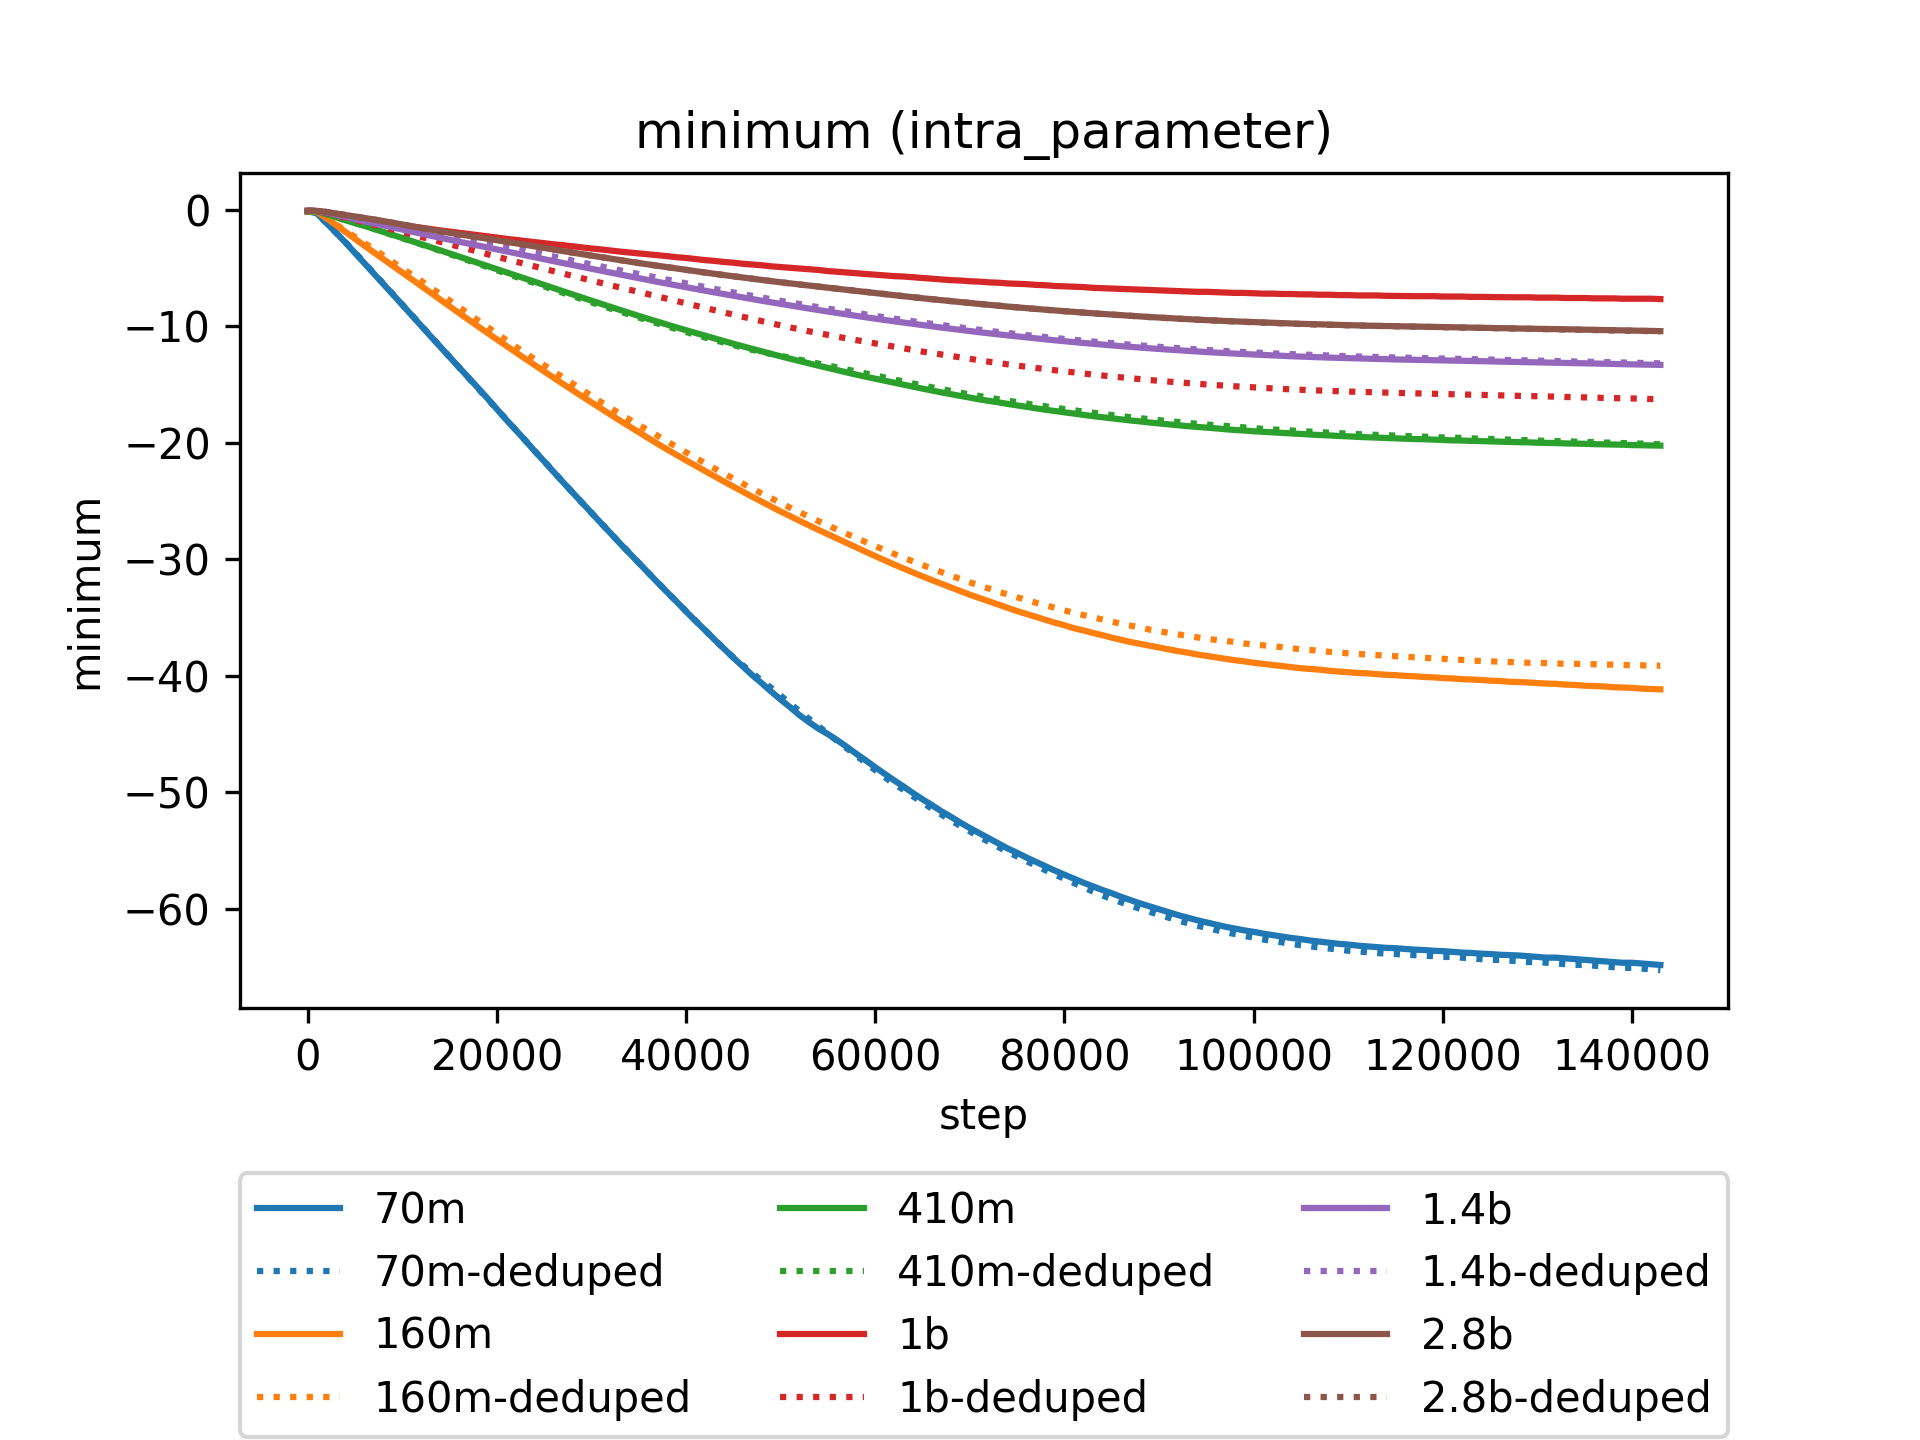 minimum (intra_parameter)
minimum
0
−10
−20
−30
−40
−50
−60
0 20000 40000 60000 80000 100000 120000 140000
step
70m 410m 1.4b
70m-deduped 410m-deduped 1.4b-deduped
160m 1b 2.8b
160m-deduped 1b-deduped 2.8b-deduped